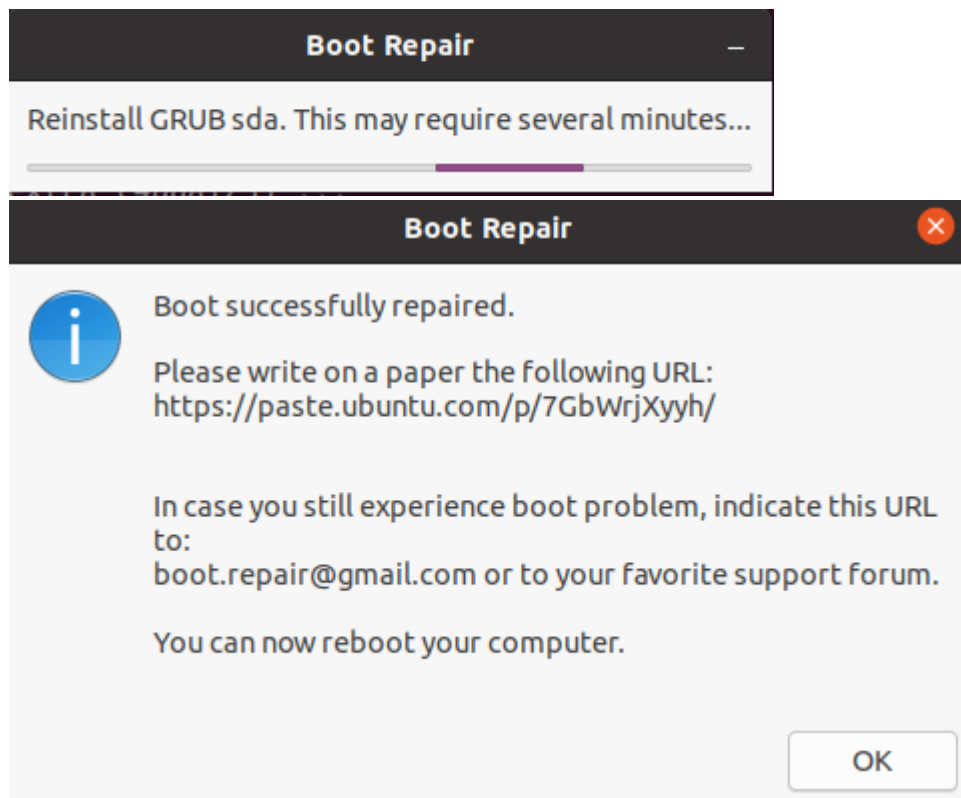 Boot Repair
Reinstall GRUB sda. This may require several minutes...
Boot Repair
Boot successfully repaired.
Please write on a paper the following URL:
https://paste.ubuntu.com/p/7GbWrjXyyh/
In case you still experience boot problem, indicate this URL
to:
boot.repair@gmail.com or to your favorite support forum.
You can now reboot your computer.
OK